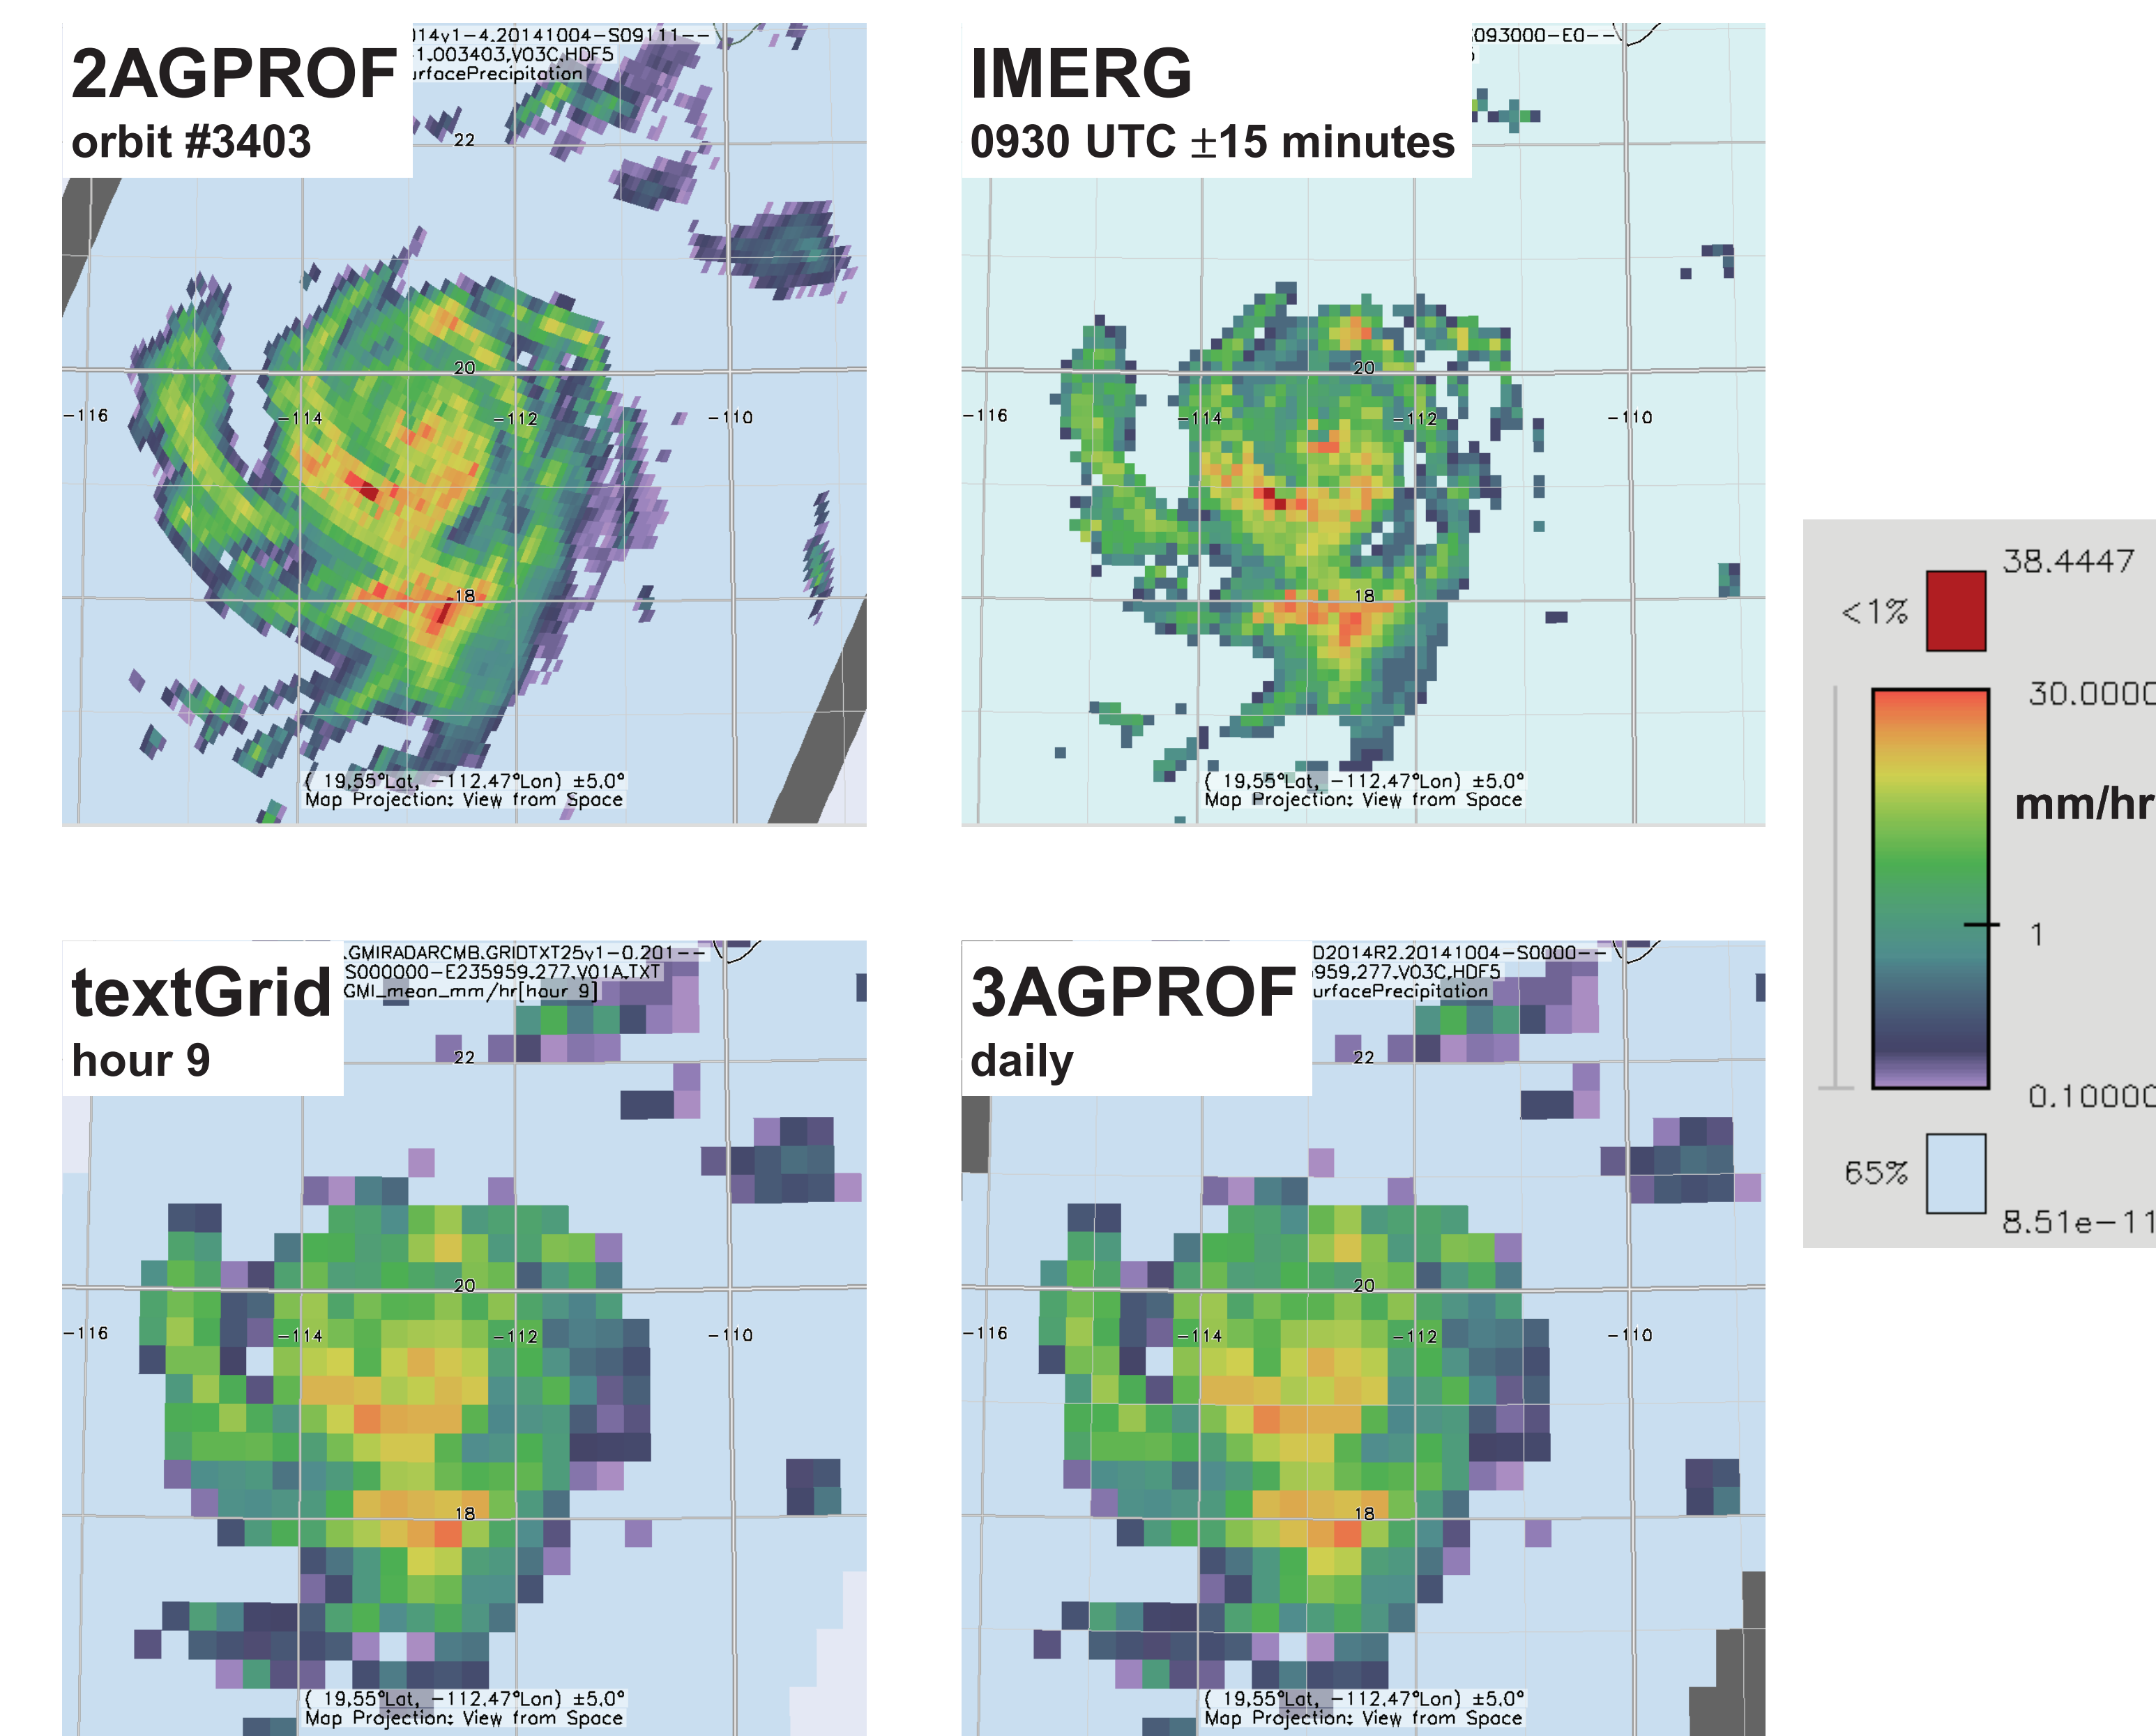 2AGPROF
orbit #3403
014v1-4.20141004-S09111--
-1.003403.V03C.HDF5
urfacePrecipitation
22
20
-116
-114
-112
-110
18
( 19.55°Lat, -112.47°Lon) ±5.0°
Map Projection: View from Space
IMERG
0930 UTC ±15 minutes
093000-E0--
22
20
-116
-114
-112
-110
18
( 19.55°Lat, -112.47°Lon) ±5.0°
Map Projection: View from Space
38.4447
<1%
30.0000
mm/hr
1
0.10000
65%
8.51e-11
textGrid
hour 9
.GMIRADARCMB.GRIDTXT25v1-0.201--
S000000-E235959.277.V01A.TXT
GMI_mean_mm/hr[hour 9]
22
20
-116
-114
-112
-110
18
( 19.55°Lat, -112.47°Lon) ±5.0°
Map Projection: View from Space
3AGPROF
daily
D2014R2.20141004-S0000--
959.277.V03C.HDF5
urfacePrecipitation
22
20
-116
-114
-112
-110
18
( 19.55°Lat, -112.47°Lon) ±5.0°
Map Projection: View from Space